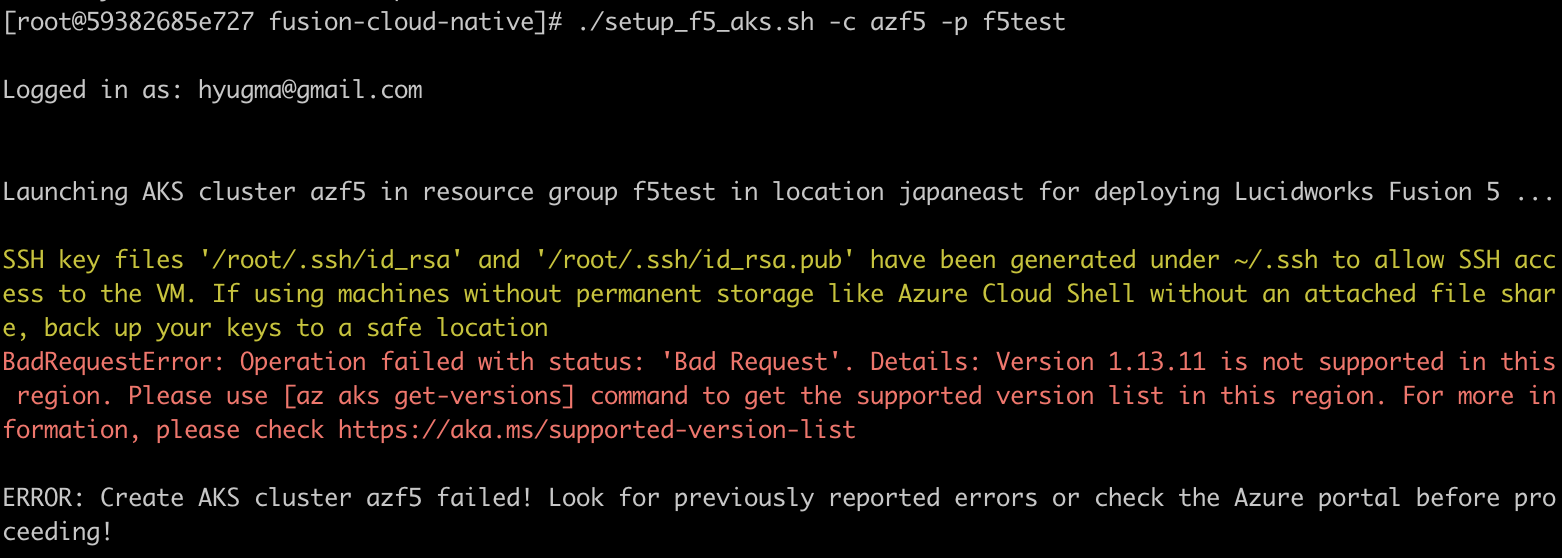 [root@59382685e727 fusion-cloud-native]# ./setup_f5_aks.sh -c azf5 -p f5test
Logged in as: hyugma@gmail.com
Launching AKS cluster azf5 in resource group f5test in location japaneast for deploying Lucidworks Fusion 5 ...
SSH key files '/root/.ssh/id_rsa' and '/root/.ssh/id_rsa.pub' have been generated under ~/.ssh to allow SSH acc
ess to the VM. If using machines without permanent storage like Azure Cloud Shell without an attached file shar
e, back up your keys to a safe location
BadRequestError: Operation failed with status: 'Bad Request'. Details: Version 1.13.11 is not supported in this
 region. Please use [az aks get-versions] command to get the supported version list in this region. For more in
formation, please check https://aka.ms/supported-version-list
ERROR: Create AKS cluster azf5 failed! Look for previously reported errors or check the Azure portal before pro
ceeding!